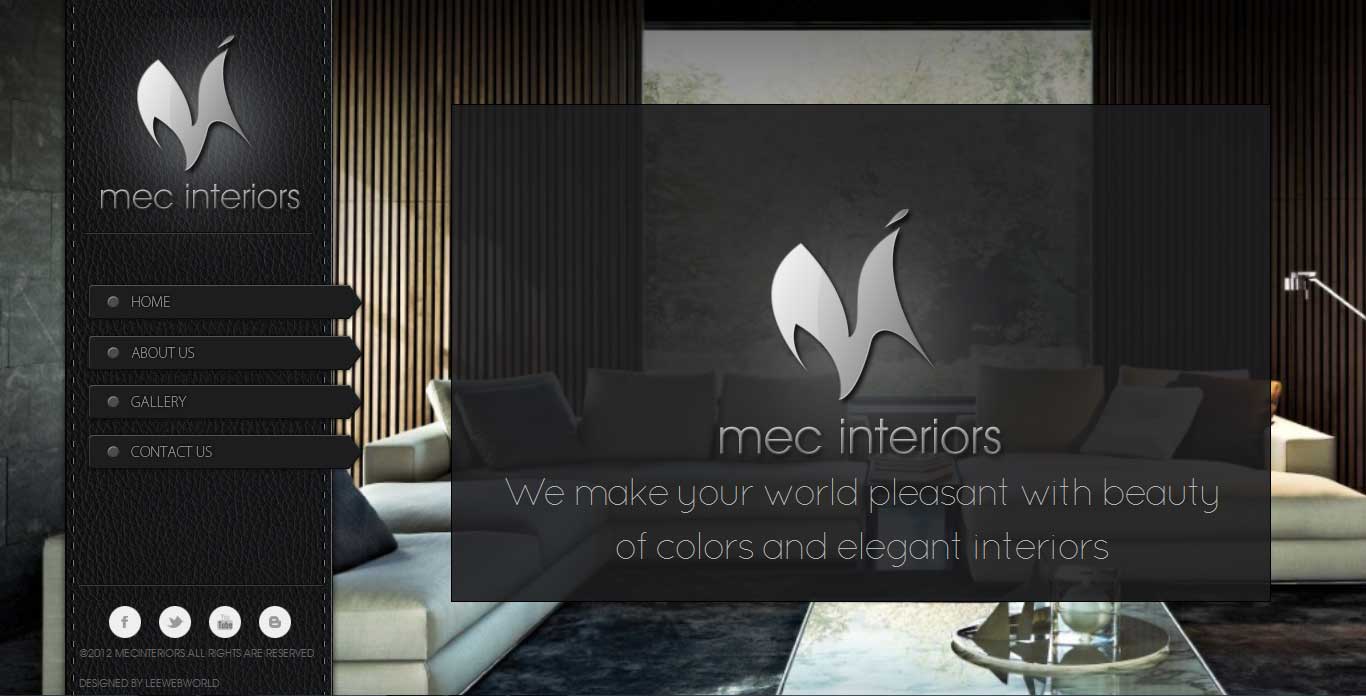 mec interiors
HOME
ABOUT US
GALLERY
CONTACT US
©2012 MECINTERIORS.ALL RIGHTS ARE RESERVED
DESIGNED BY LEEWEBWORLD
mec interiors
We make your world pleasant with beauty
of colors and elegant interiors